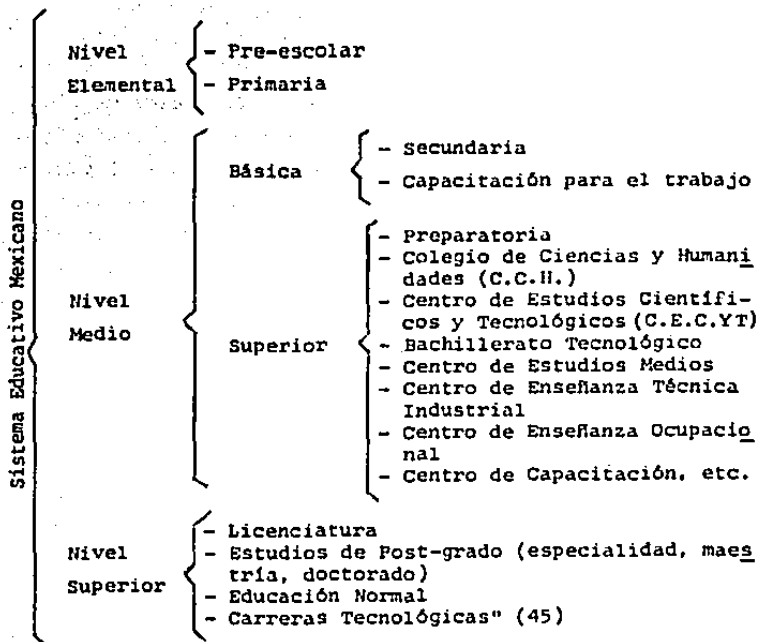 Sistema Educativo Mexicano
Nivel
Elemental
- Pre-escolar
- Primaria
Nivel
Medio
Básica
- secundaria
- Capacitación para el trabajo
Superior
- Preparatoria
- Colegio de Ciencias y Humani
dades (C.C.H.)
- Centro de Estudios Científi-
cos y Tecnológicos (C.E.C.YT)
- Bachillerato Tecnológico
- Centro de Estudios Medios
- Centro de Enseñanza Técnica
Industrial
- Centro de Enseñanza Ocupacio
nal
- Centro de Capacitación, etc.
Nivel
Superior
- Licenciatura
- Estudios de Post-grado (especialidad, maes
tría, doctorado)
- Educación Normal
- Carreras Tecnológicas" (45)